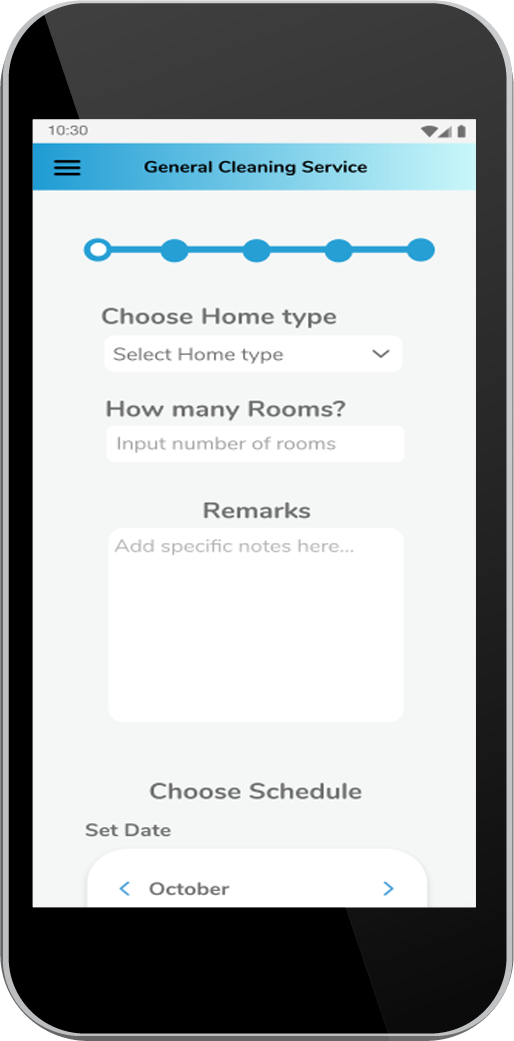 10:30
General Cleaning Service
Choose Home type
Select Home type
How many Rooms?
Input number of rooms
Remarks
Add specific notes here...
Choose Schedule
Set Date
October